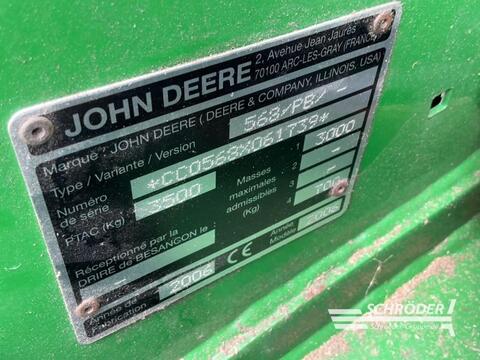 JOHN DEERE
2, Avenue Jean Jaurès
70100 ARC-LES-GRAY (FRANCE)
Marque : JOHN DEERE ( DEERE & COMPANY, ILLINOIS, USA)
Type / Variante / Version 568/PB/ -
Numéro de série *CC0568X061739*
PTAC (Kg) 3500
Masses maximales admissibles (Kg)
1 3000
2 -
3 -
4 700
Réceptionné par la
DRIRE de BESANCON le
-
-
Année de Fabrication 2006
CE
Année Modèle 2006
SCHRÖDER